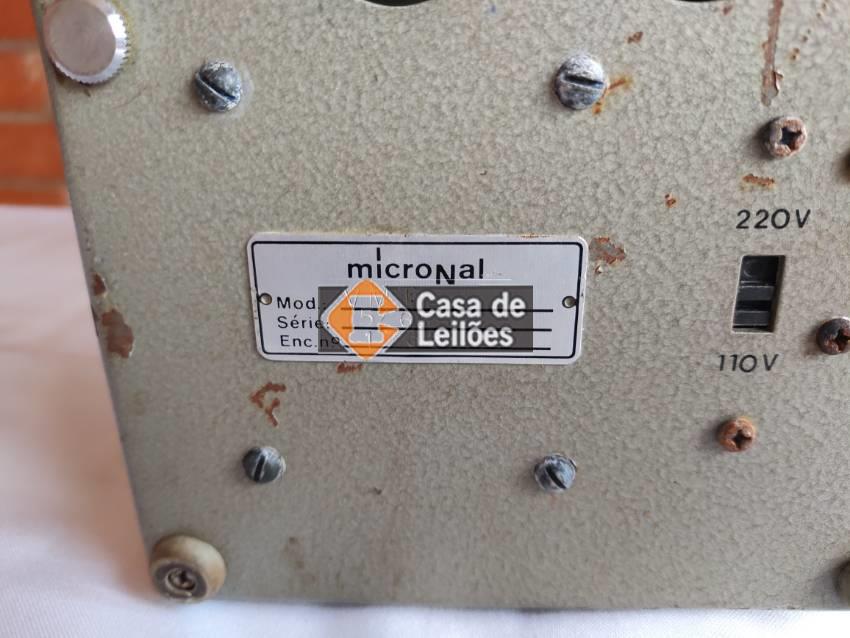 220V
micronal
Mod.:
Casa de
Série:
Leilões
Enc.nº
110V